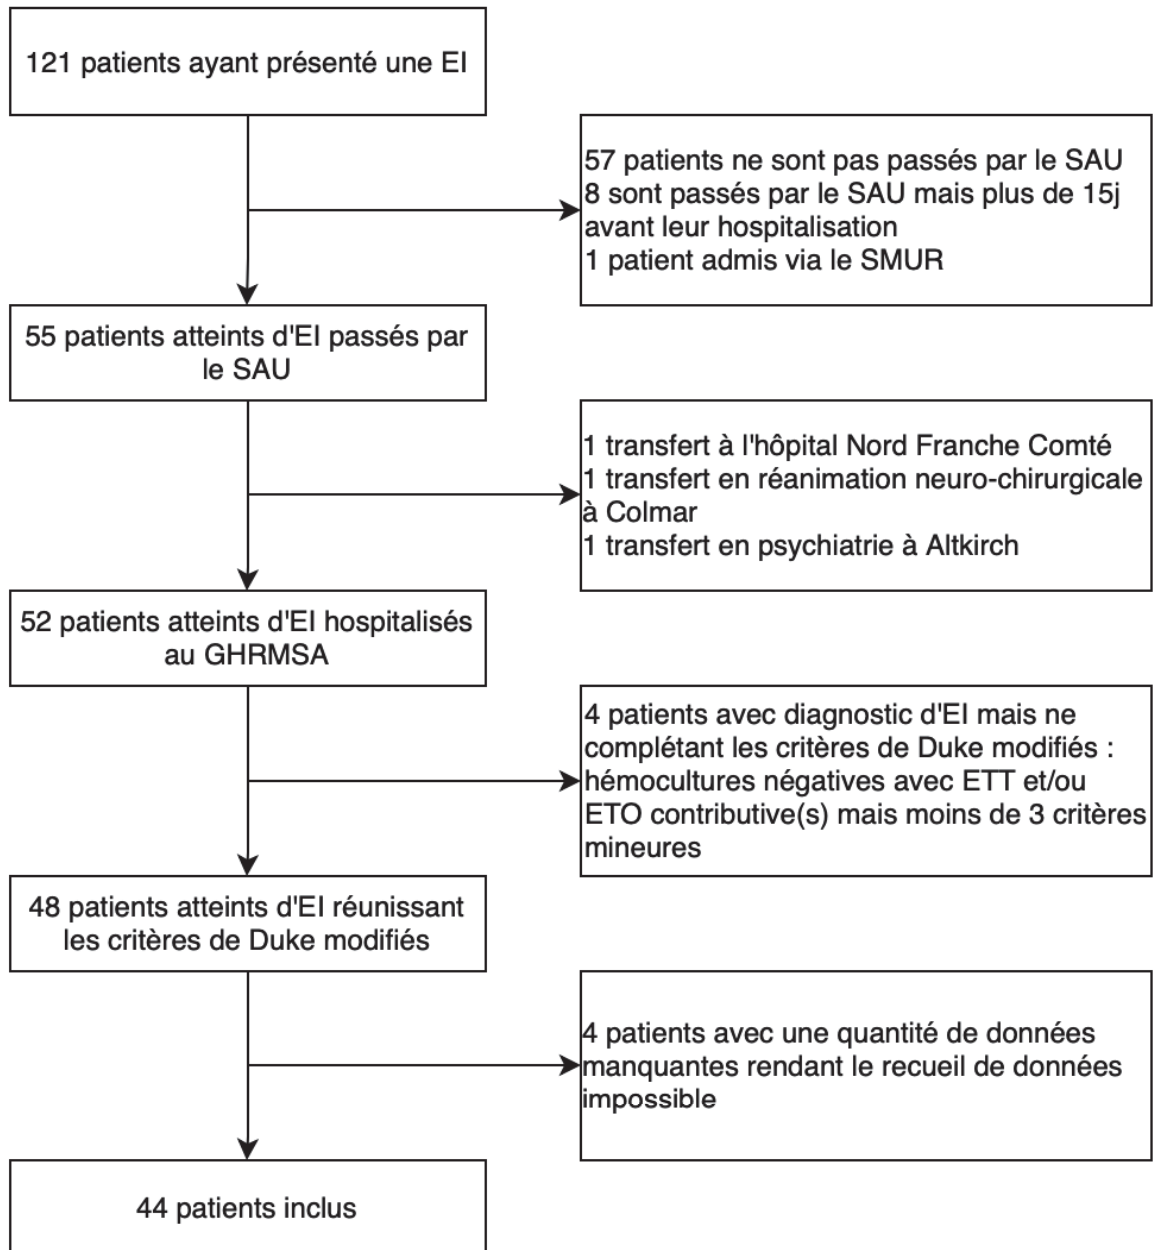 121 patients ayant présenté une EI
57 patients ne sont pas passés par le SAU
8 sont passés par le SAU mais plus de 15j
avant leur hospitalisation
1 patient admis via le SMUR
55 patients atteints d'EI passés par
le SAU
1 transfert à l'hôpital Nord Franche Comté
1 transfert en réanimation neuro-chirurgicale
à Colmar
1 transfert en psychiatrie à Altkirch
52 patients atteints d'EI hospitalisés
au GHRMSA
4 patients avec diagnostic d'EI mais ne
complétant les critères de Duke modifiés :
hémocultures négatives avec ETT et/ou
ETO contributive(s) mais moins de 3 critères
mineures
48 patients atteints d'EI réunissant
les critères de Duke modifiés
4 patients avec une quantité de données
manquantes rendant le recueil de données
impossible
44 patients inclus